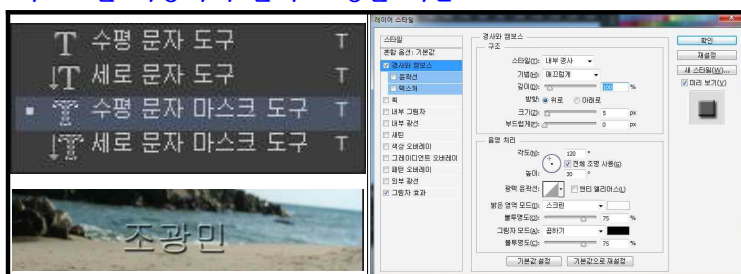 T 수평 문자 도구 T
↓T 세로 문자 도구 T
수평 문자 마스크 도구 T
세로 문자 마스크 도구 T
조광민
레이어 스타일
스타일
혼합 옵션: 기본값
경사와 엠보스
윤곽선
텍스처
획
내부 그림자
내부 광선
새틴
색상 오버레이
그레이디언트 오버레이
패턴 오버레이
외부 광선
그림자 효과
경사와 엠보스
구조
스타일(T): 내부 경사
기법(H): 매끄럽게
깊이(D): 100 %
방향: 위로 아래로
크기(Z): 5 px
부드럽게(F): 0 px
음영 처리
각도(N): 120 °
전체 조명 사용(G)
높이: 30 °
광택 윤곽선: 앤티 앨리어스(L)
밝은 영역 모드(I): 스크린
불투명도(O): 75 %
그림자 모드(A): 곱하기
불투명도(C): 75 %
기본값 설정 기본값으로 재설정
확인
재설정
새 스타일(W)...
미리 보기(V)